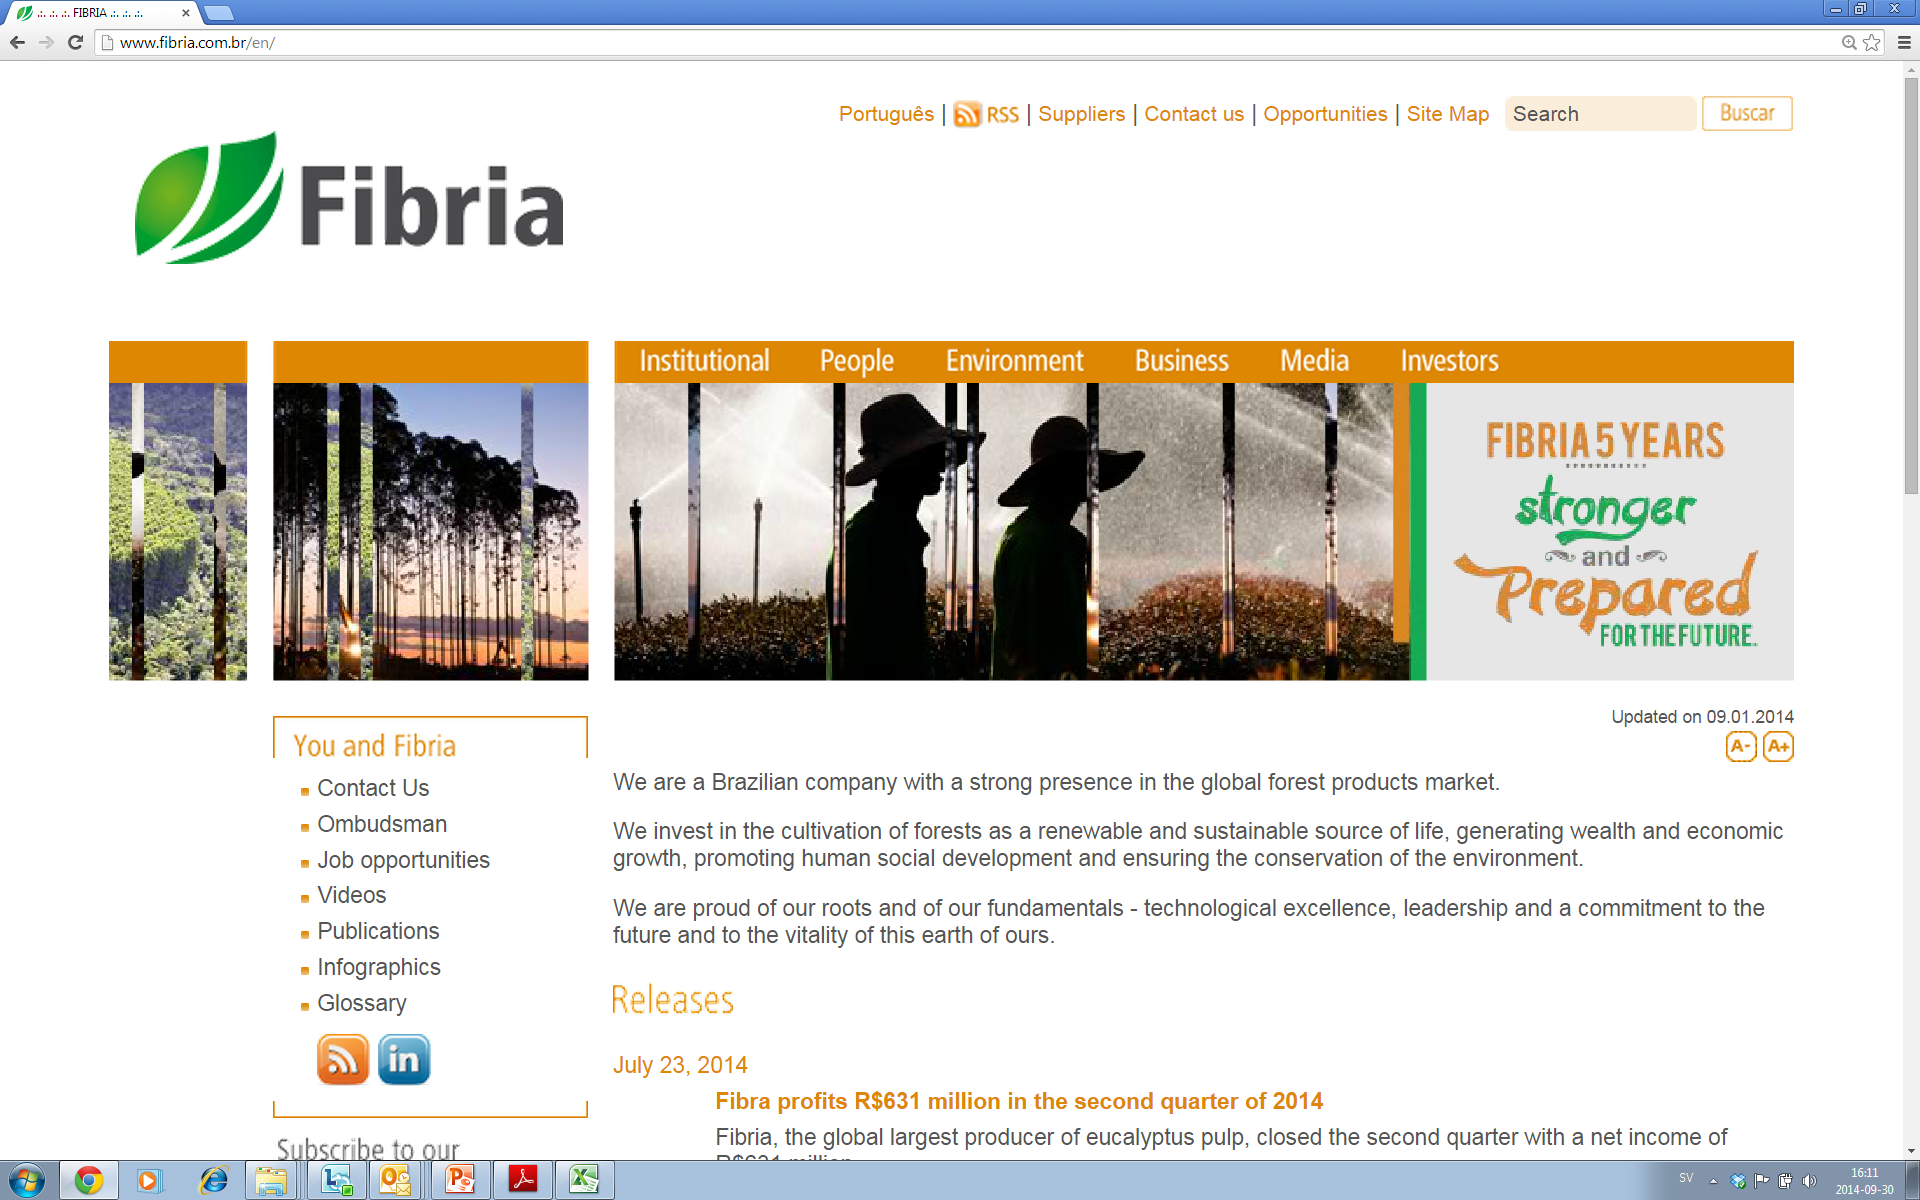 .:. .:. .:. FIBRIA .:. .:. .:.
www.fibria.com.br/en/
Português | RSS | Suppliers | Contact us | Opportunities | Site Map Search Buscar
Fibria
Institutional People Environment Business Media Investors
FIBRIA 5 YEARS
stronger
and
Prepared
FOR THE FUTURE.
Updated on 09.01.2014
A- A+
You and Fibria
Contact Us
Ombudsman
Job opportunities
Videos
Publications
Infographics
Glossary
in
Subscribe to our
We are a Brazilian company with a strong presence in the global forest products market.
We invest in the cultivation of forests as a renewable and sustainable source of life, generating wealth and economic
growth, promoting human social development and ensuring the conservation of the environment.
We are proud of our roots and of our fundamentals - technological excellence, leadership and a commitment to the
future and to the vitality of this earth of ours.
Releases
July 23, 2014
Fibra profits R$631 million in the second quarter of 2014
Fibria, the global largest producer of eucalyptus pulp, closed the second quarter with a net income of
R$631 million
SV
16:11
2014-09-30